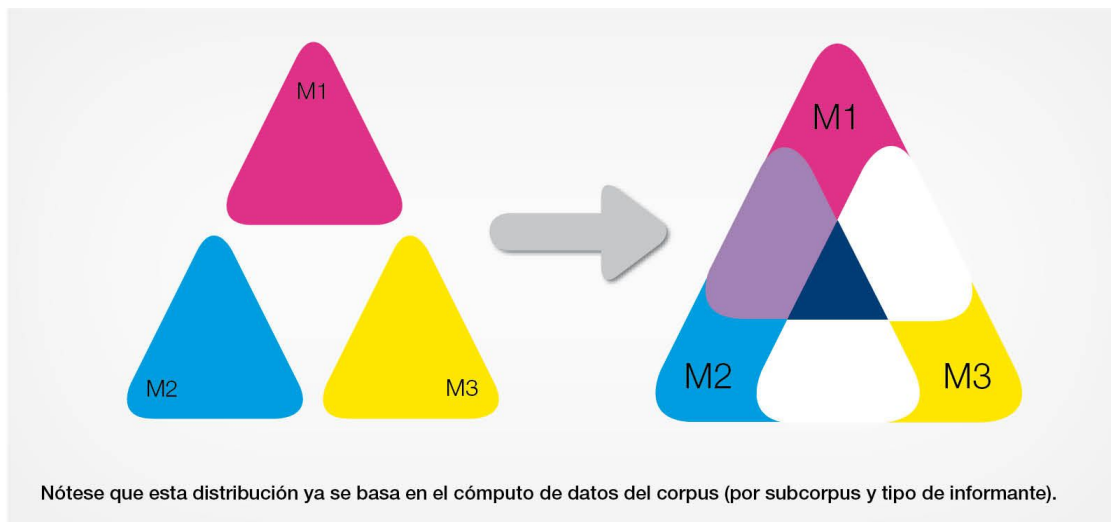 M1
M2
M3
M1
M2
M3
Nótese que esta distribución ya se basa en el cómputo de datos del corpus (por subcorpus y tipo de informante).